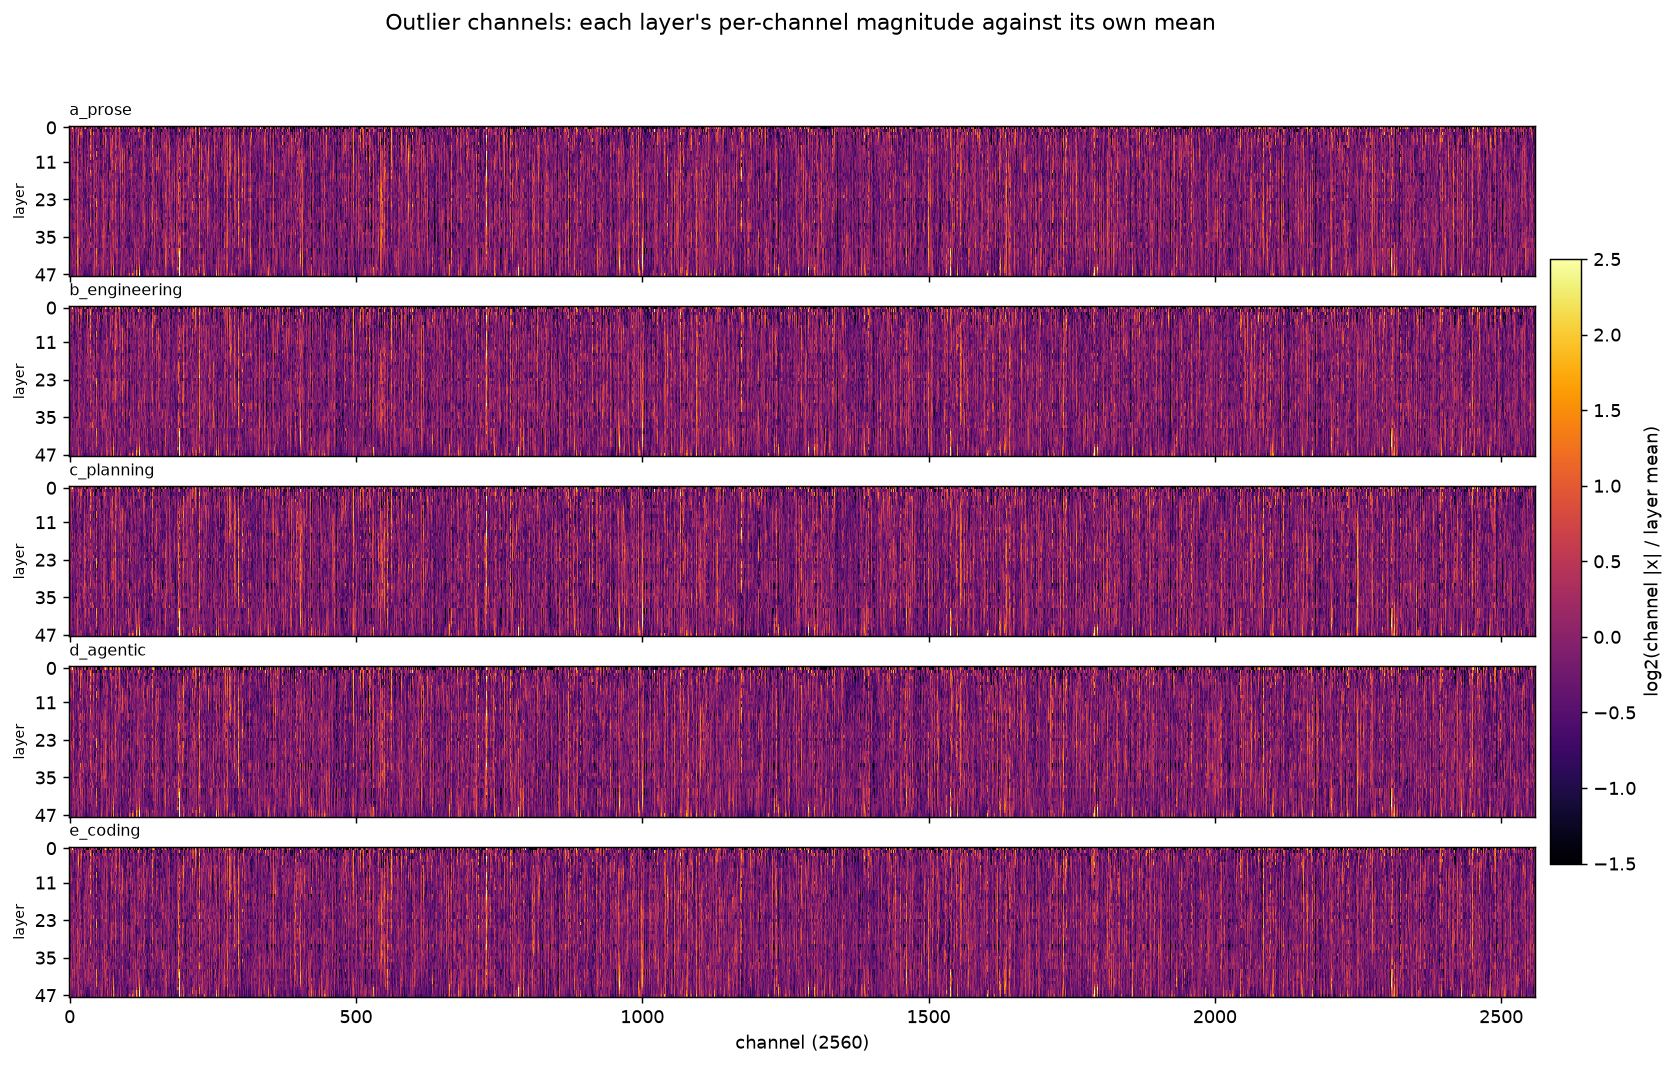 Outlier channels: each layer's per-channel magnitude against its own mean
a_prose
0
11
23
35
47
layer
b_engineering
0
11
23
35
47
layer
c_planning
0
11
23
35
47
layer
d_agentic
0
11
23
35
47
layer
e_coding
0
11
23
35
47
layer
0 500 1000 1500 2000 2500
channel (2560)
2.5
2.0
1.5
1.0
0.5
0.0
−0.5
−1.0
−1.5
log2(channel |x| / layer mean)